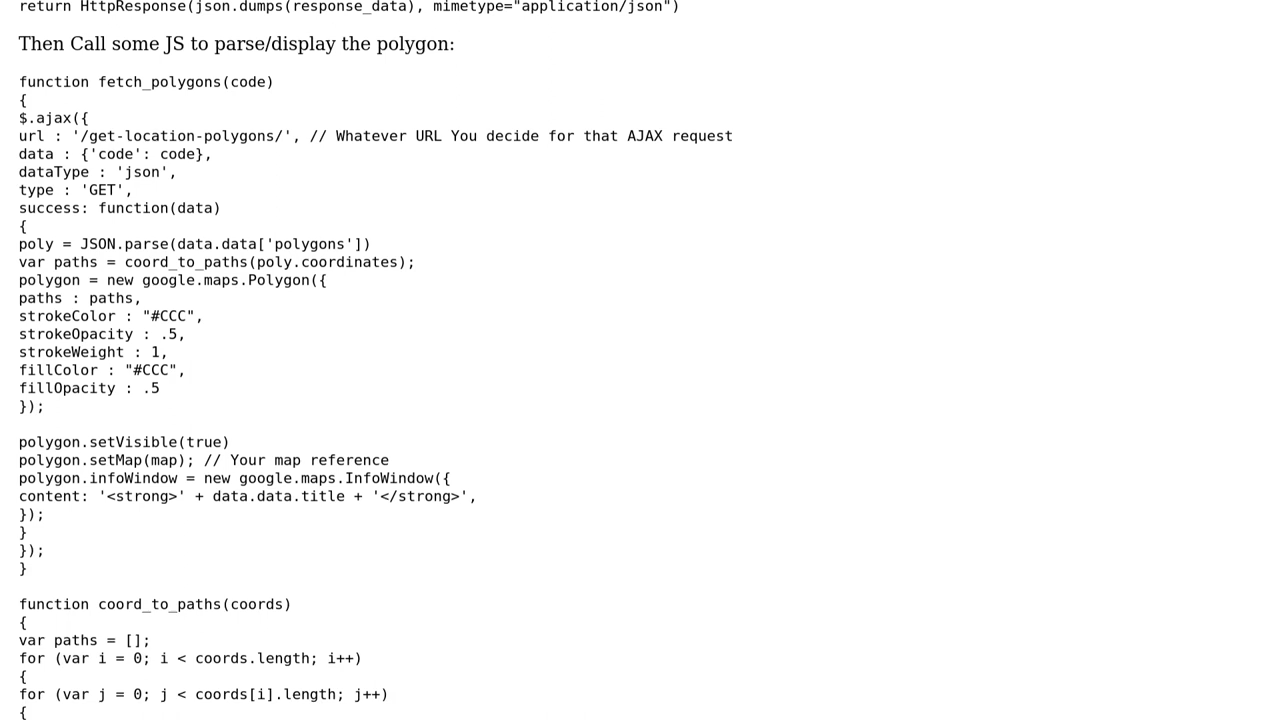 return HttpResponse(json.dumps(response_data), mimetype="application/json")
Then Call some JS to parse/display the polygon:
function fetch_polygons(code)
{
$.ajax({
url : '/get-location-polygons/', // Whatever URL You decide for that AJAX request
data : {'code': code},
dataType : 'json',
type : 'GET',
success: function(data)
{
poly = JSON.parse(data.data['polygons'])
var paths = coord_to_paths(poly.coordinates);
polygon = new google.maps.Polygon({
paths : paths,
strokeColor : "#CCC",
strokeOpacity : .5,
strokeWeight : 1,
fillColor : "#CCC",
fillOpacity : .5
});
polygon.setVisible(true)
polygon.setMap(map); // Your map reference
polygon.infoWindow = new google.maps.InfoWindow({
content: '<strong>' + data.data.title + '</strong>',
});
}
});
}
function coord_to_paths(coords)
{
var paths = [];
for (var i = 0; i < coords.length; i++)
{
for (var j = 0; j < coords[i].length; j++)
{